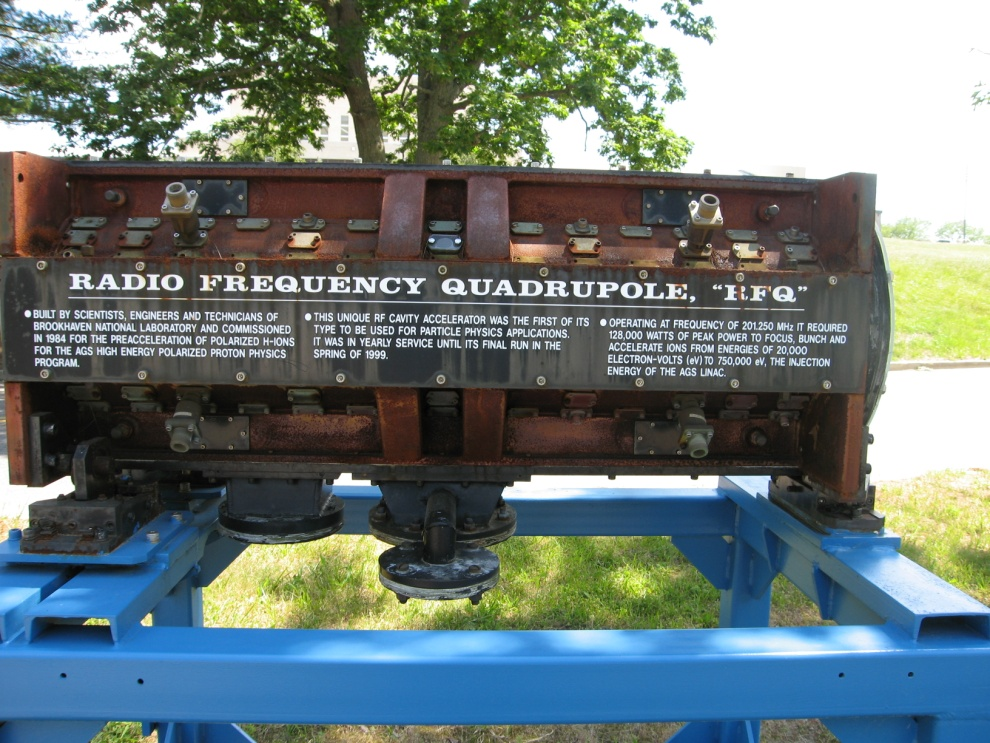 RADIO FREQUENCY QUADRUPOLE, "RFQ"
● BUILT BY SCIENTISTS, ENGINEERS AND TECHNICIANS OF
BROOKHAVEN NATIONAL LABORATORY AND COMMISSIONED
IN 1984 FOR THE PREACCELERATION OF POLARIZED H-IONS
FOR THE AGS HIGH ENERGY POLARIZED PROTON PHYSICS
PROGRAM.
● THIS UNIQUE RF CAVITY ACCELERATOR WAS THE FIRST OF ITS
TYPE TO BE USED FOR PARTICLE PHYSICS APPLICATIONS.
IT WAS IN YEARLY SERVICE UNTIL ITS FINAL RUN IN THE
SPRING OF 1999.
● OPERATING AT FREQUENCY OF 201.250 MHz IT REQUIRED
128,000 WATTS OF PEAK POWER TO FOCUS, BUNCH AND
ACCELERATE IONS FROM ENERGIES OF 20,000
ELECTRON-VOLTS (eV) TO 750,000 eV, THE INJECTION
ENERGY OF THE AGS LINAC.